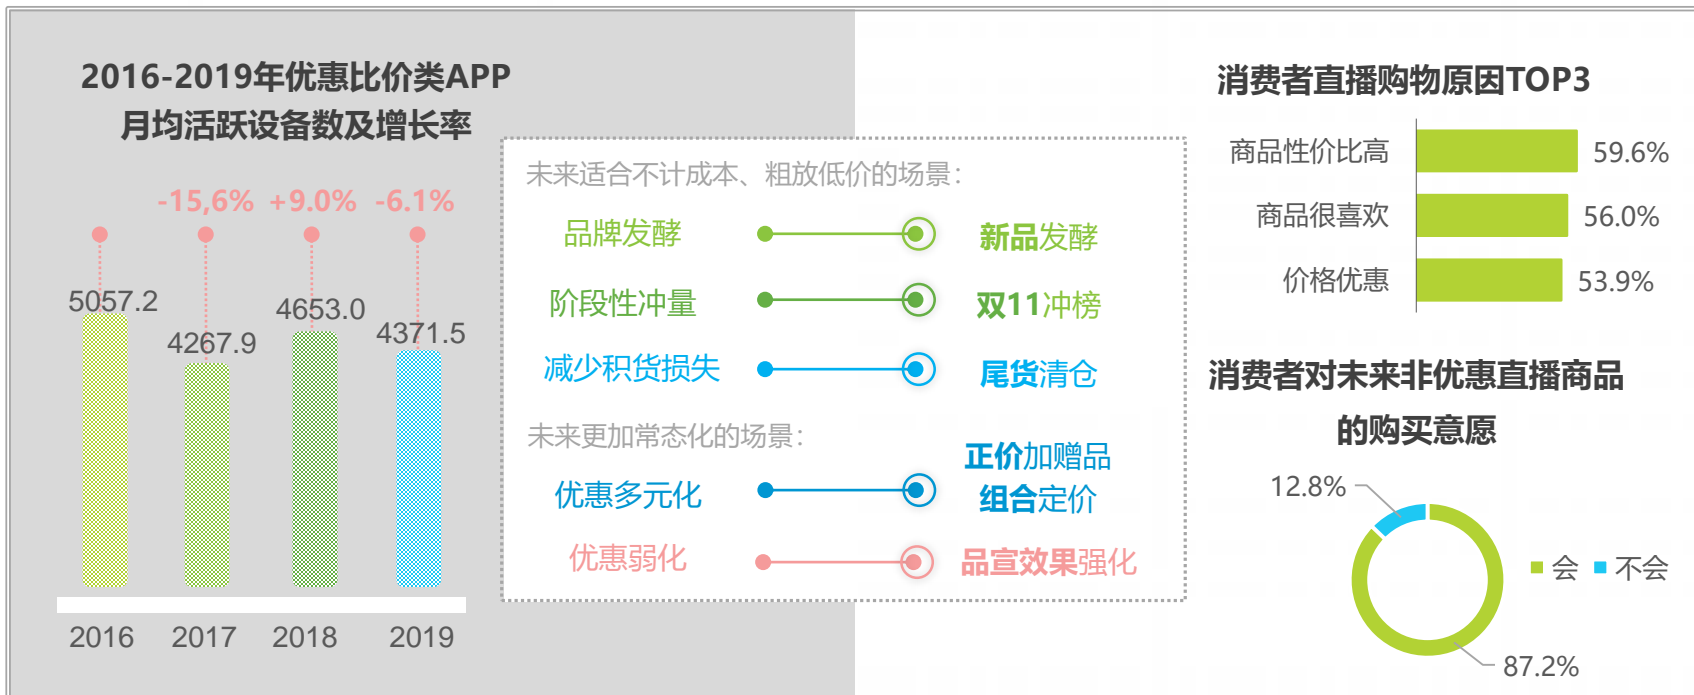 2016-2019年优惠比价类APP
月均活跃设备数及增长率
-15,6% +9.0% -6.1%
5057.2
4267.9
4653.0
4371.5
2016 2017 2018 2019
未来适合不计成本、粗放低价的场景：
品牌发酵 新品发酵
阶段性冲量 双11冲榜
减少积货损失 尾货清仓
未来更加常态化的场景：
优惠多元化 正价加赠品
组合定价
优惠弱化 品宣效果强化
消费者直播购物原因TOP3
商品性价比高 59.6%
商品很喜欢 56.0%
价格优惠 53.9%
消费者对未来非优惠直播商品
的购买意愿
12.8%
会 不会
87.2%